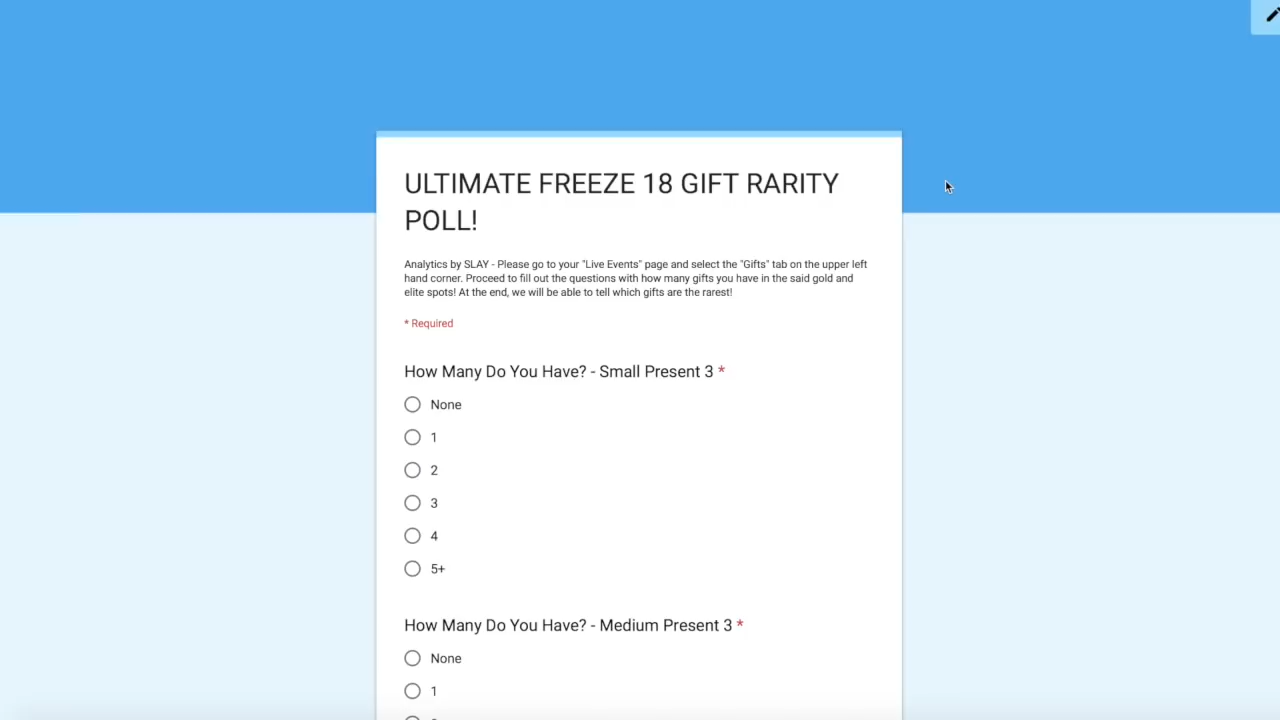 ULTIMATE FREEZE 18 GIFT RARITY
POLL!
Analytics by SLAY - Please go to your "Live Events" page and select the "Gifts" tab on the upper left
hand corner. Proceed to fill out the questions with how many gifts you have in the said gold and
elite spots! At the end, we will be able to tell which gifts are the rarest!
* Required
How Many Do You Have? - Small Present 3 *
None
1
2
3
4
5+
How Many Do You Have? - Medium Present 3 *
None
1